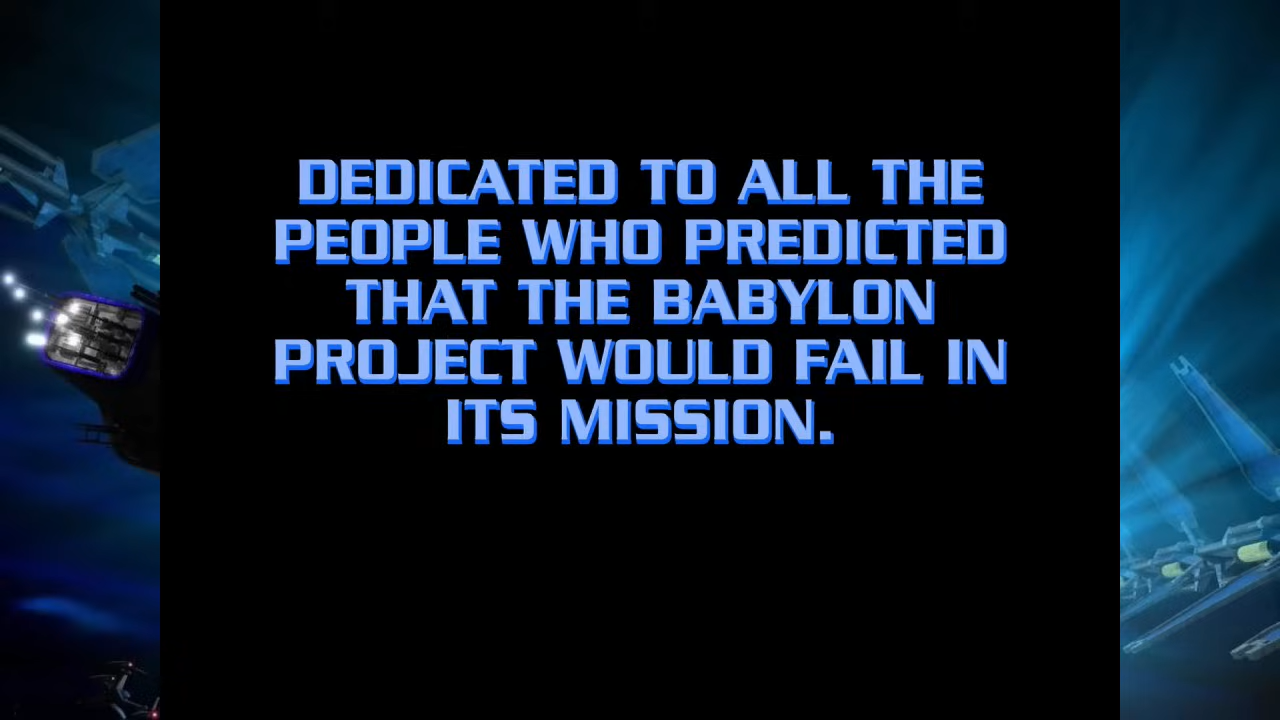 DEDICATED TO ALL THE
PEOPLE WHO PREDICTED
THAT THE BABYLON
PROJECT WOULD FAIL IN
ITS MISSION.